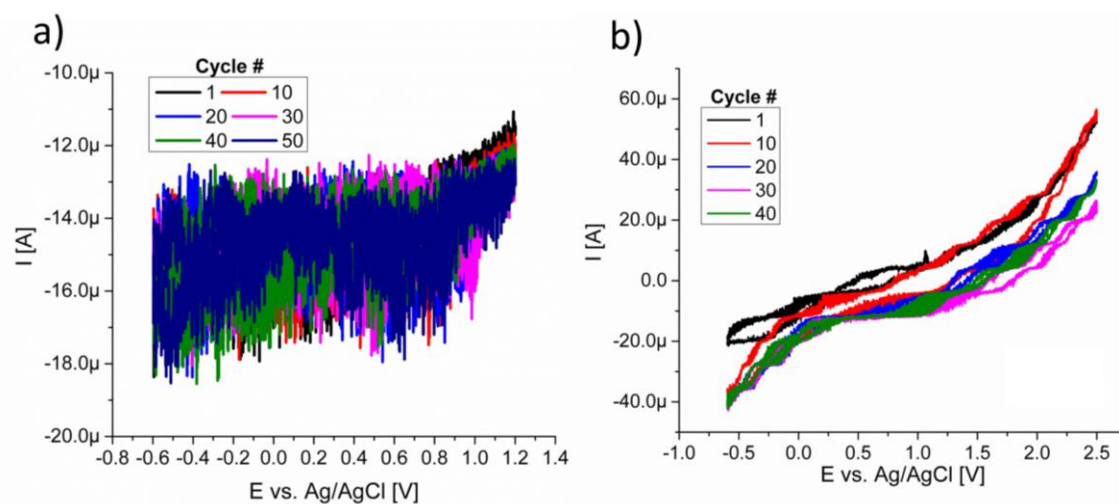 a)
Cycle #
1 10
20 30
40 50
-10.0µ
-12.0µ
-14.0µ
-16.0µ
-18.0µ
-20.0µ
I [A]
-0.8 -0.6 -0.4 -0.2 0.0 0.2 0.4 0.6 0.8 1.0 1.2 1.4
E vs. Ag/AgCl [V]
b)
Cycle #
1
10
20
30
40
60.0µ
40.0µ
20.0µ
0.0
-20.0µ
-40.0µ
I [A]
-1.0 -0.5 0.0 0.5 1.0 1.5 2.0 2.5
E vs. Ag/AgCl [V]